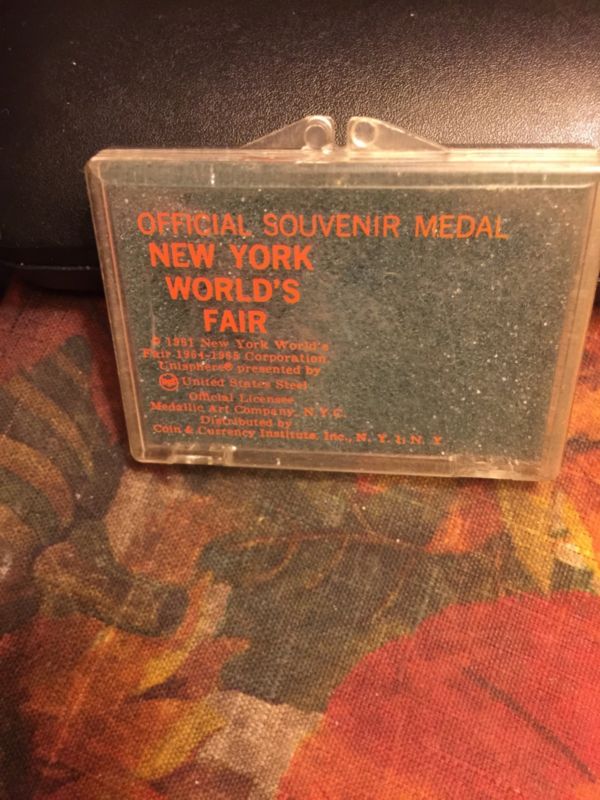 OFFICIAL SOUVENIR MEDAL
NEW YORK
WORLD'S
FAIR
© 1961 New York World's
Fair 1964-1965 Corporation
Unisphere® presented by
USS United States Steel
Official Licensee
Medallic Art Company, N.Y.C.
Distributed by
Coin & Currency Institute, Inc., N. Y. 1, N. Y.